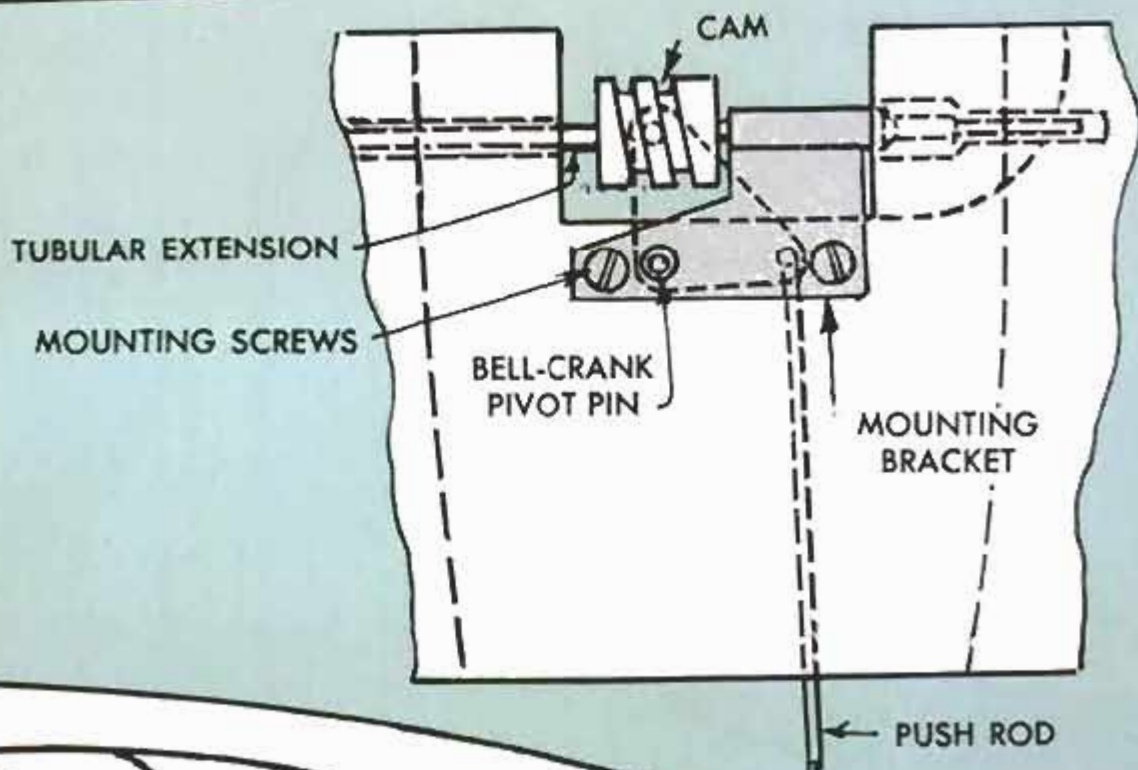 CAM
TUBULAR EXTENSION
MOUNTING SCREWS
BELL-CRANK
PIVOT PIN
MOUNTING
BRACKET
PUSH ROD